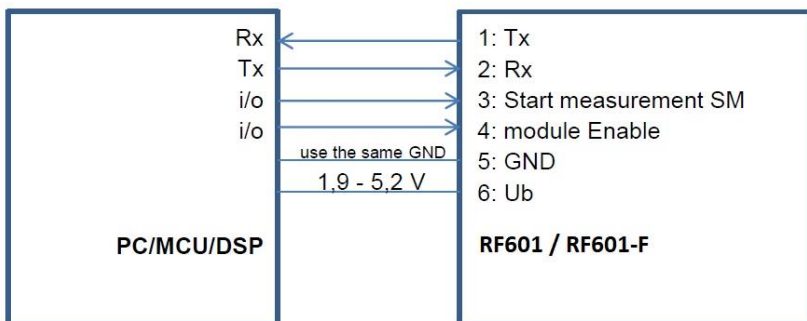 Rx
Tx
i/o
i/o
use the same GND
1,9 - 5,2 V
PC/MCU/DSP
1: Tx
2: Rx
3: Start measurement SM
4: module Enable
5: GND
6: Ub
RF601 / RF601-F